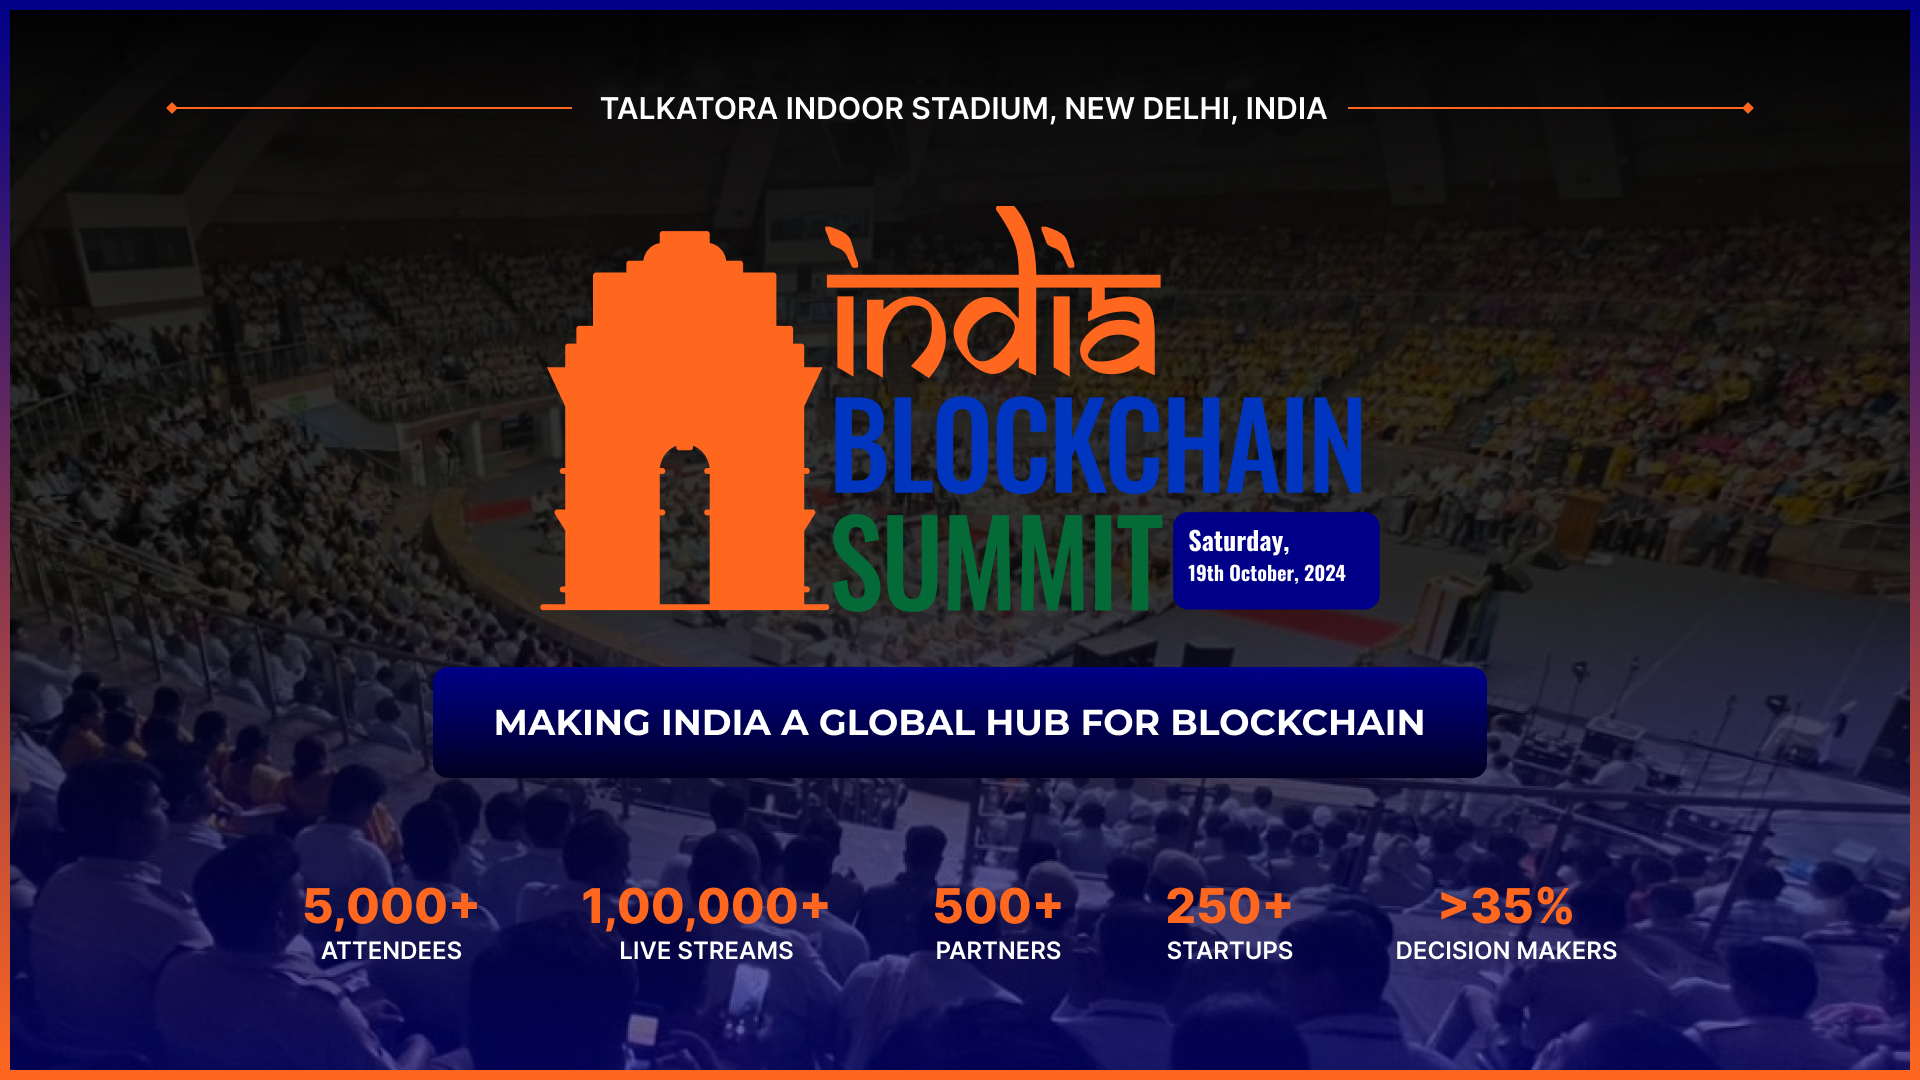 TALKATORA INDOOR STADIUM, NEW DELHI, INDIA
india
BLOCKCHAIN
SUMMIT
Saturday,
19th October, 2024
MAKING INDIA A GLOBAL HUB FOR BLOCKCHAIN
5,000+ 1,00,000+ 500+ 250+ >35%
ATTENDEES LIVE STREAMS PARTNERS STARTUPS DECISION MAKERS